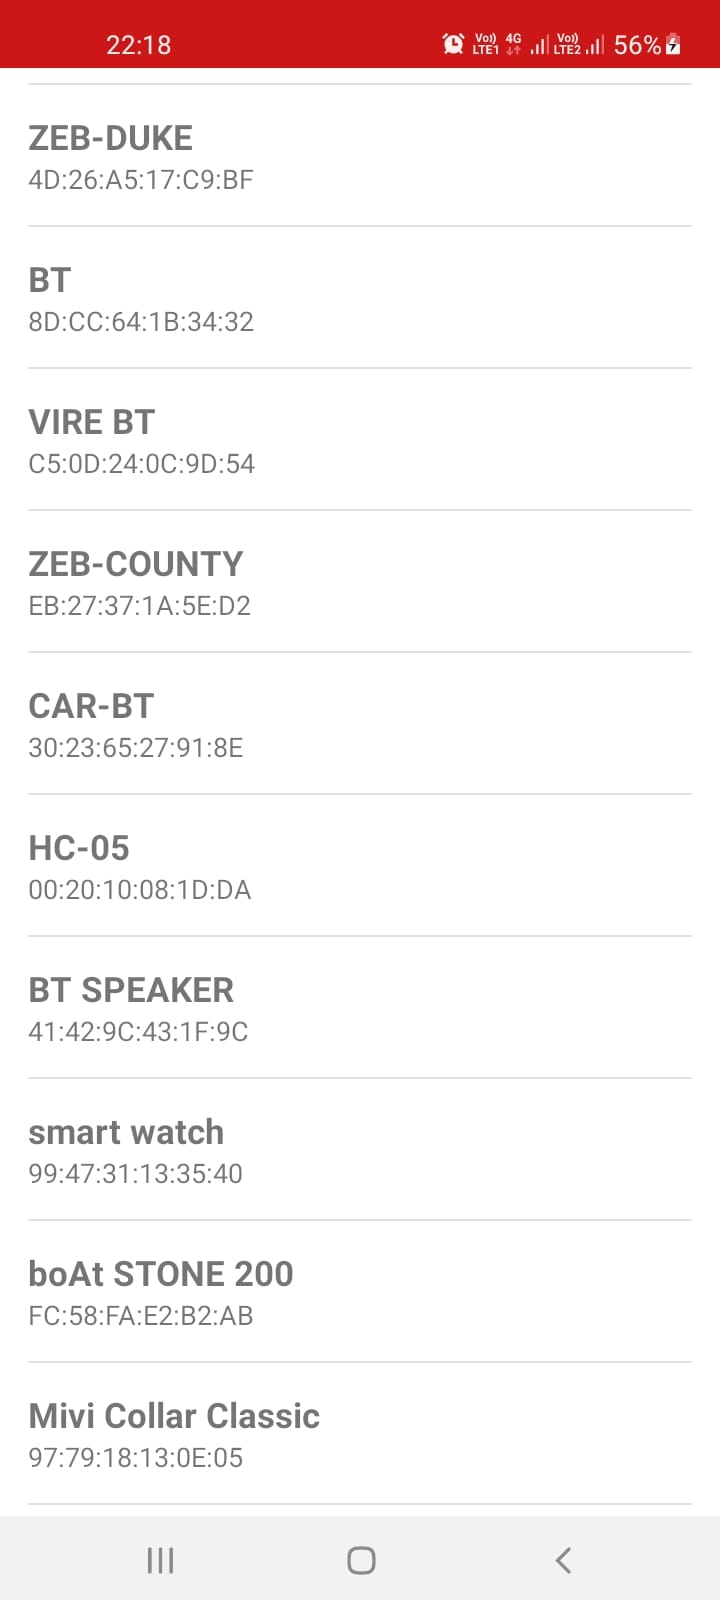 22:18
Vo)) LTE1 4G Vo)) LTE2 56%
ZEB-DUKE
4D:26:A5:17:C9:BF
BT
8D:CC:64:1B:34:32
VIRE BT
C5:0D:24:0C:9D:54
ZEB-COUNTY
EB:27:37:1A:5E:D2
CAR-BT
30:23:65:27:91:8E
HC-05
00:20:10:08:1D:DA
BT SPEAKER
41:42:9C:43:1F:9C
smart watch
99:47:31:13:35:40
boAt STONE 200
FC:58:FA:E2:B2:AB
Mivi Collar Classic
97:79:18:13:0E:05